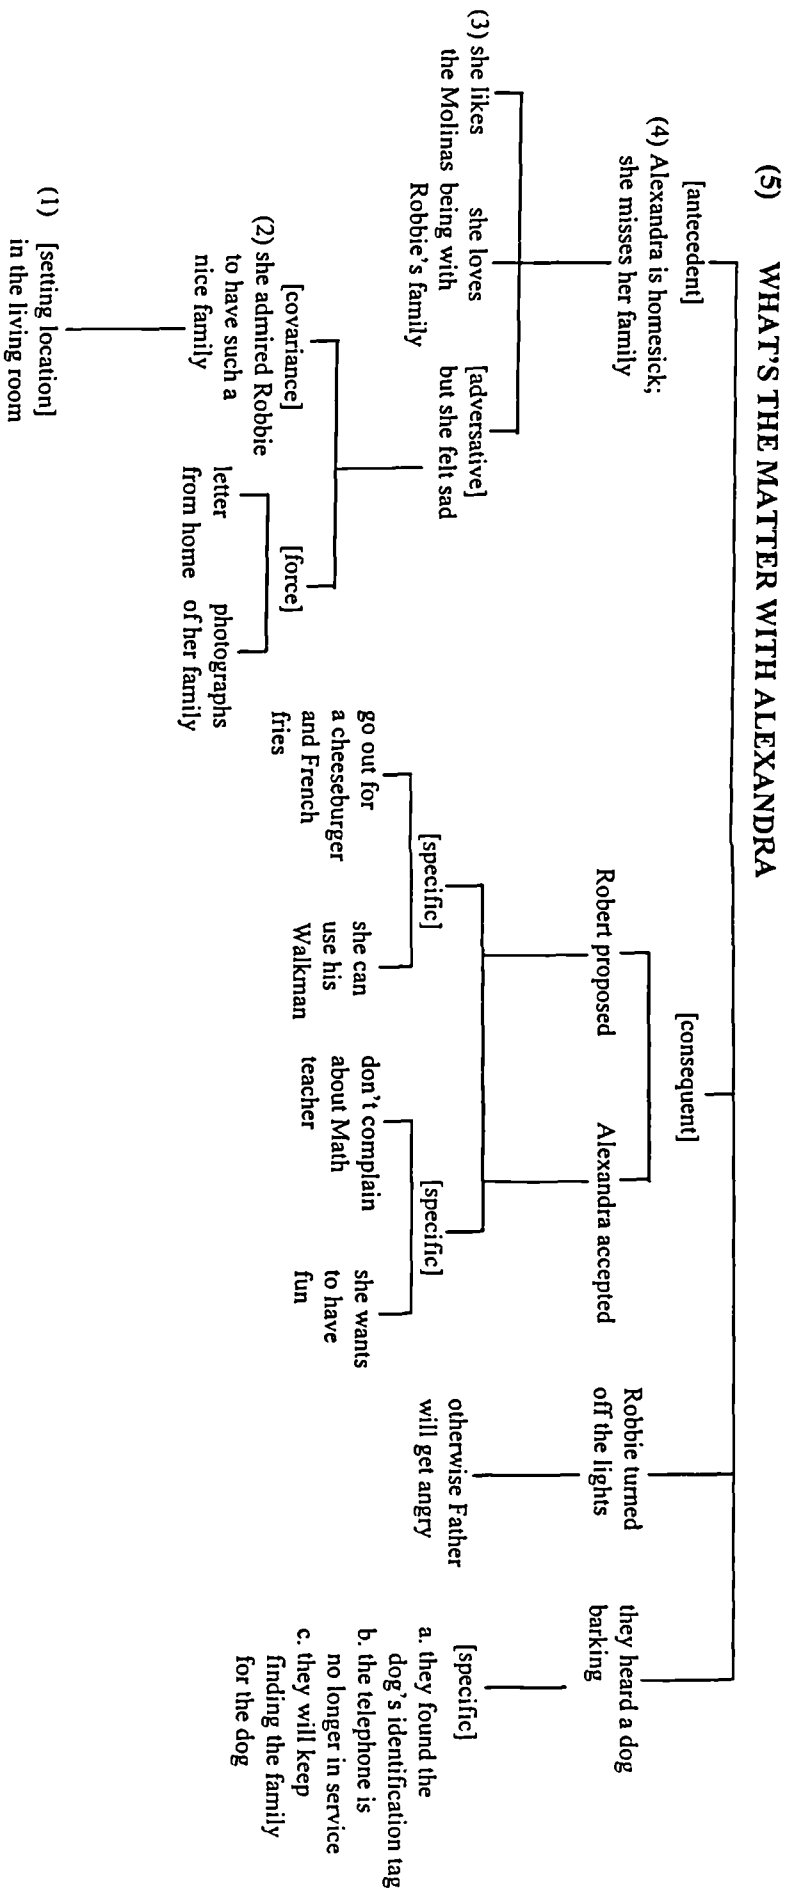 (5) WHAT'S THE MATTER WITH ALEXANDRA
[antecedent]
(4) Alexandra is homesick;
she misses her family
(3) she likes
the Molinas
she loves
being with
Robbie's family
[adversative]
but she felt sad
[covariance]
(2) she admired Robbie
to have such a
nice family
(1) [setting location]
in the living room
[force]
letter
from home
photographs
of her family
[consequent]
Robert proposed
Alexandra accepted
[specific]
go out for
a cheeseburger
and French
fries
she can
use his
Walkman
[specific]
don't complain
about Math
teacher
she wants
to have
fun
Robbie turned
off the lights
otherwise Father
will get angry
they heard a dog
barking
[specific]
a. they found the
dog's identification tag
b. the telephone is
no longer in service
c. they will keep
finding the family
for the dog